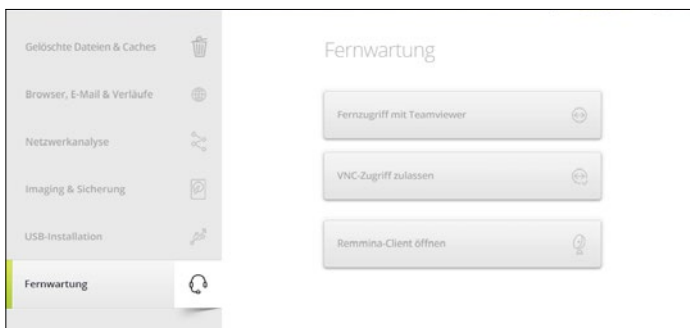 Gelöschte Dateien & Caches
Browser, E-Mail & Verläufe
Netzwerkanalyse
Imaging & Sicherung
USB-Installation
Fernwartung
Fernwartung
Fernzugriff mit Teamviewer
VNC-Zugriff zulassen
Remmina-Client öffnen